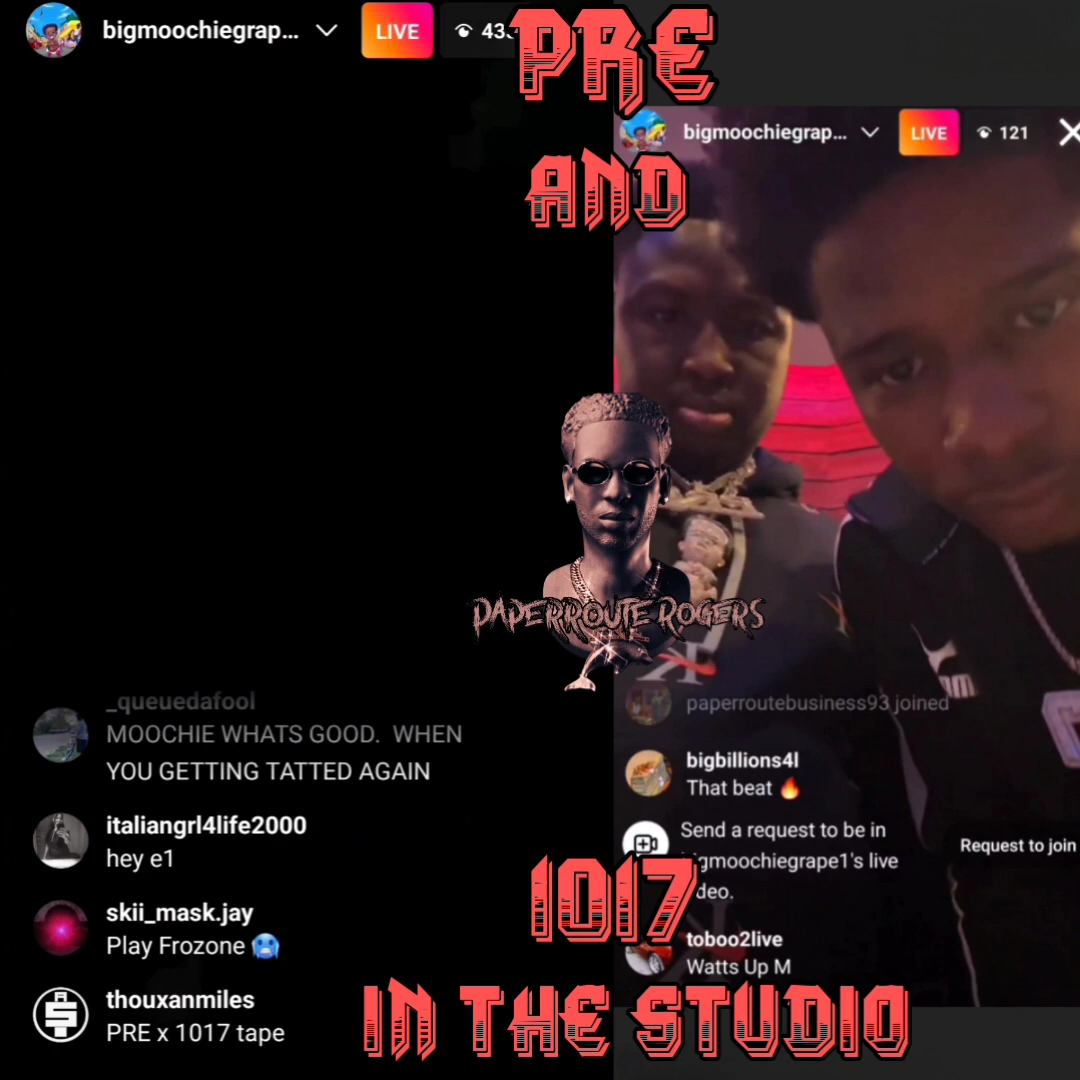 bigmoochiegrap...
LIVE
PRE
AND
bigmoochiegrap...
LIVE
121
PAPERROUTE ROGERS
_queuedafool
MOOCHIE WHATS GOOD. WHEN
YOU GETTING TATTED AGAIN
italiangrl4life2000
hey e1
skii_mask.jay
Play Frozone 🥶
thouxanmiles
PRE x 1017 tape
paperroutebusiness93 joined
bigbillions4l
That beat 🔥
Send a request to be in
bigmoochiegrape1's live
Request to join
toboo2live
Watts Up M
1017
IN THE STUDIO